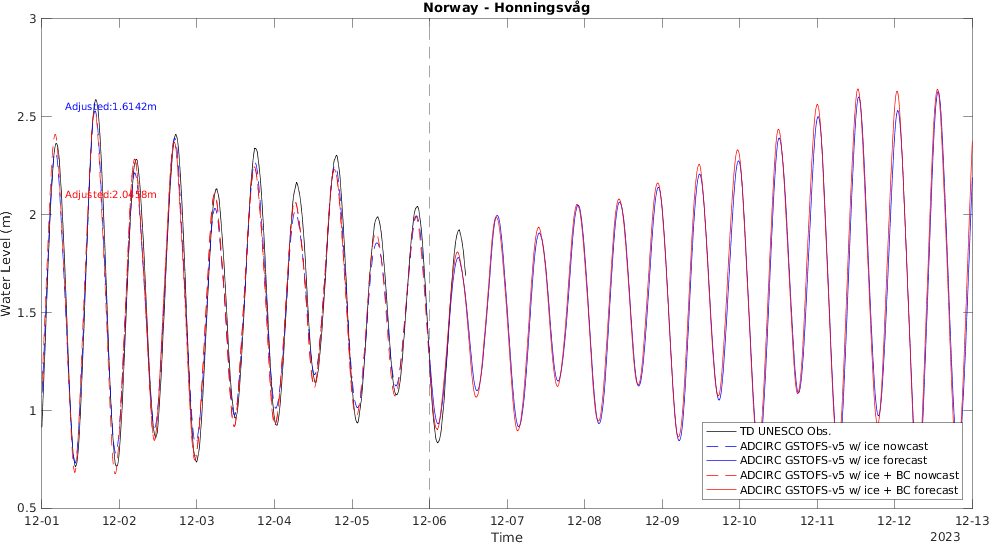 Norway - Honningsvåg
3
2.5
2
1.5
1
0.5
Water Level (m)
Adjusted:1.6142m
Adjusted:2.0458m
TD UNESCO Obs.
ADCIRC GSTOFS-v5 w/ ice nowcast
ADCIRC GSTOFS-v5 w/ ice forecast
ADCIRC GSTOFS-v5 w/ ice + BC nowcast
ADCIRC GSTOFS-v5 w/ ice + BC forecast
12-01 12-02 12-03 12-04 12-05 12-06 12-07 12-08 12-09 12-10 12-11 12-12 12-13
Time
2023